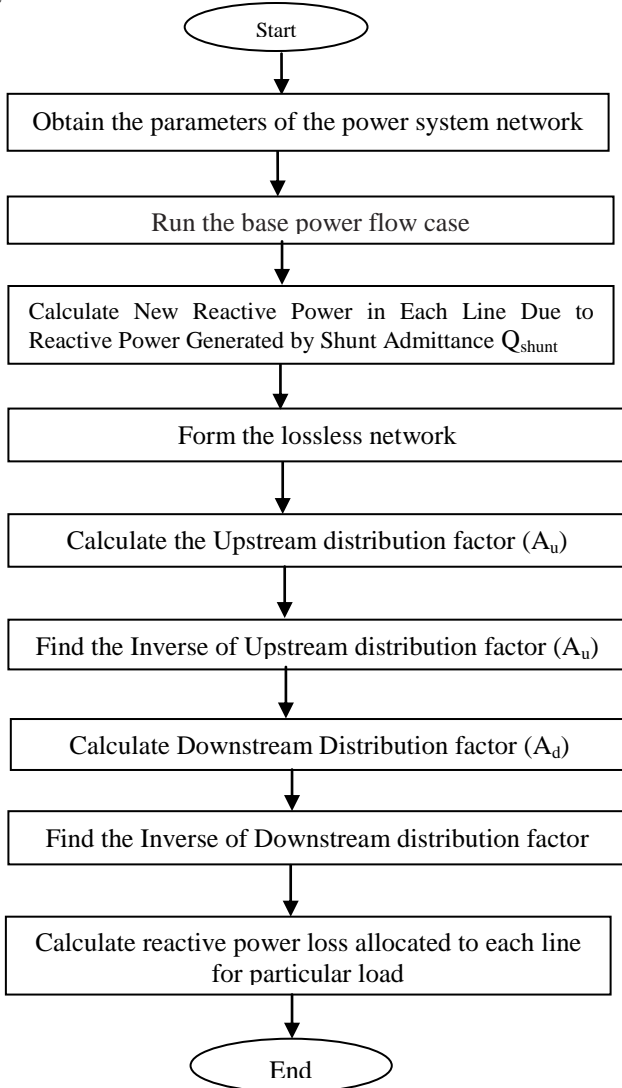 Start
Obtain the parameters of the power system network
Run the base power flow case
Calculate New Reactive Power in Each Line Due to
Reactive Power Generated by Shunt Admittance Qshunt
Form the lossless network
Calculate the Upstream distribution factor (Au)
Find the Inverse of Upstream distribution factor (Au)
Calculate Downstream Distribution factor (Ad)
Find the Inverse of Downstream distribution factor
Calculate reactive power loss allocated to each line
for particular load
End